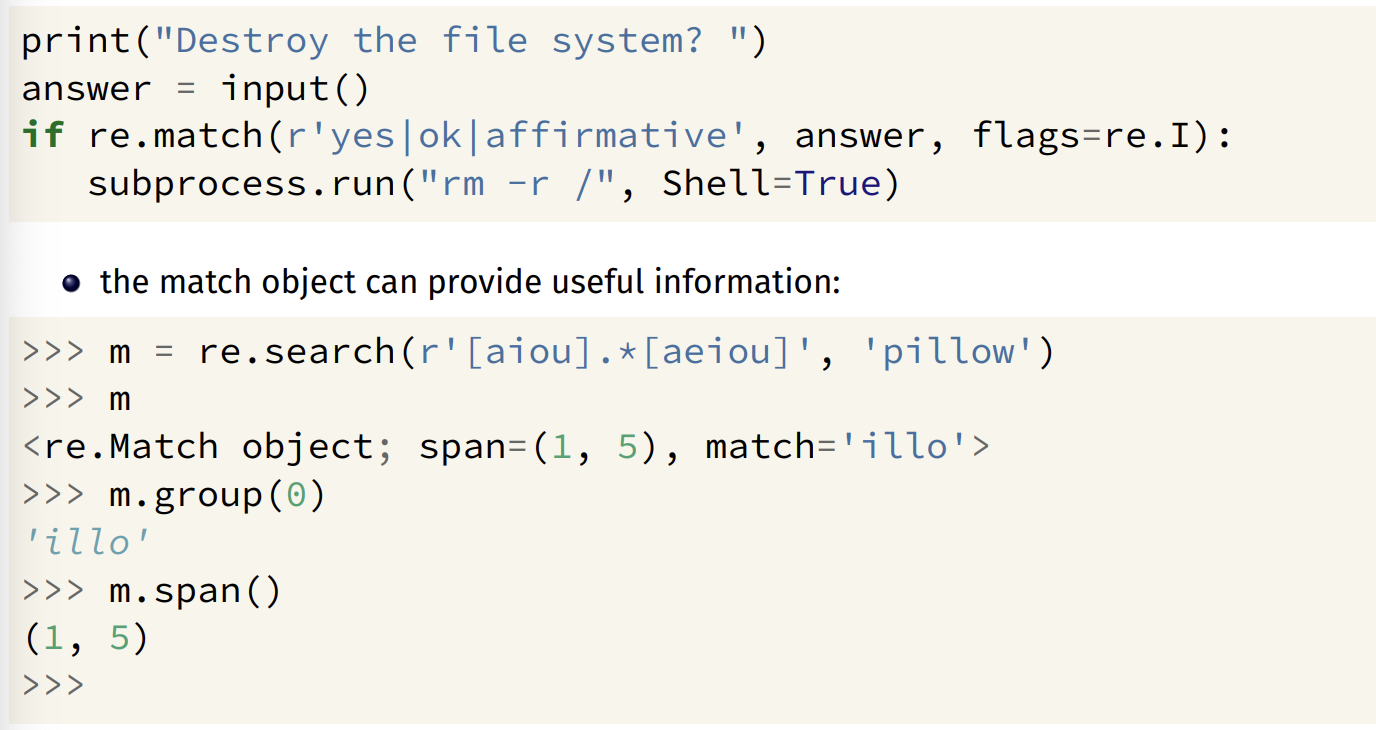 print("Destroy the file system? ")
answer = input()
if re.match(r'yes|ok|affirmative', answer, flags=re.I):
   subprocess.run("rm -r /", Shell=True)
the match object can provide useful information:
>>> m = re.search(r'[aiou].*[aeiou]', 'pillow')
>>> m
<re.Match object; span=(1, 5), match='illo'>
>>> m.group(0)
'illo'
>>> m.span()
(1, 5)
>>>